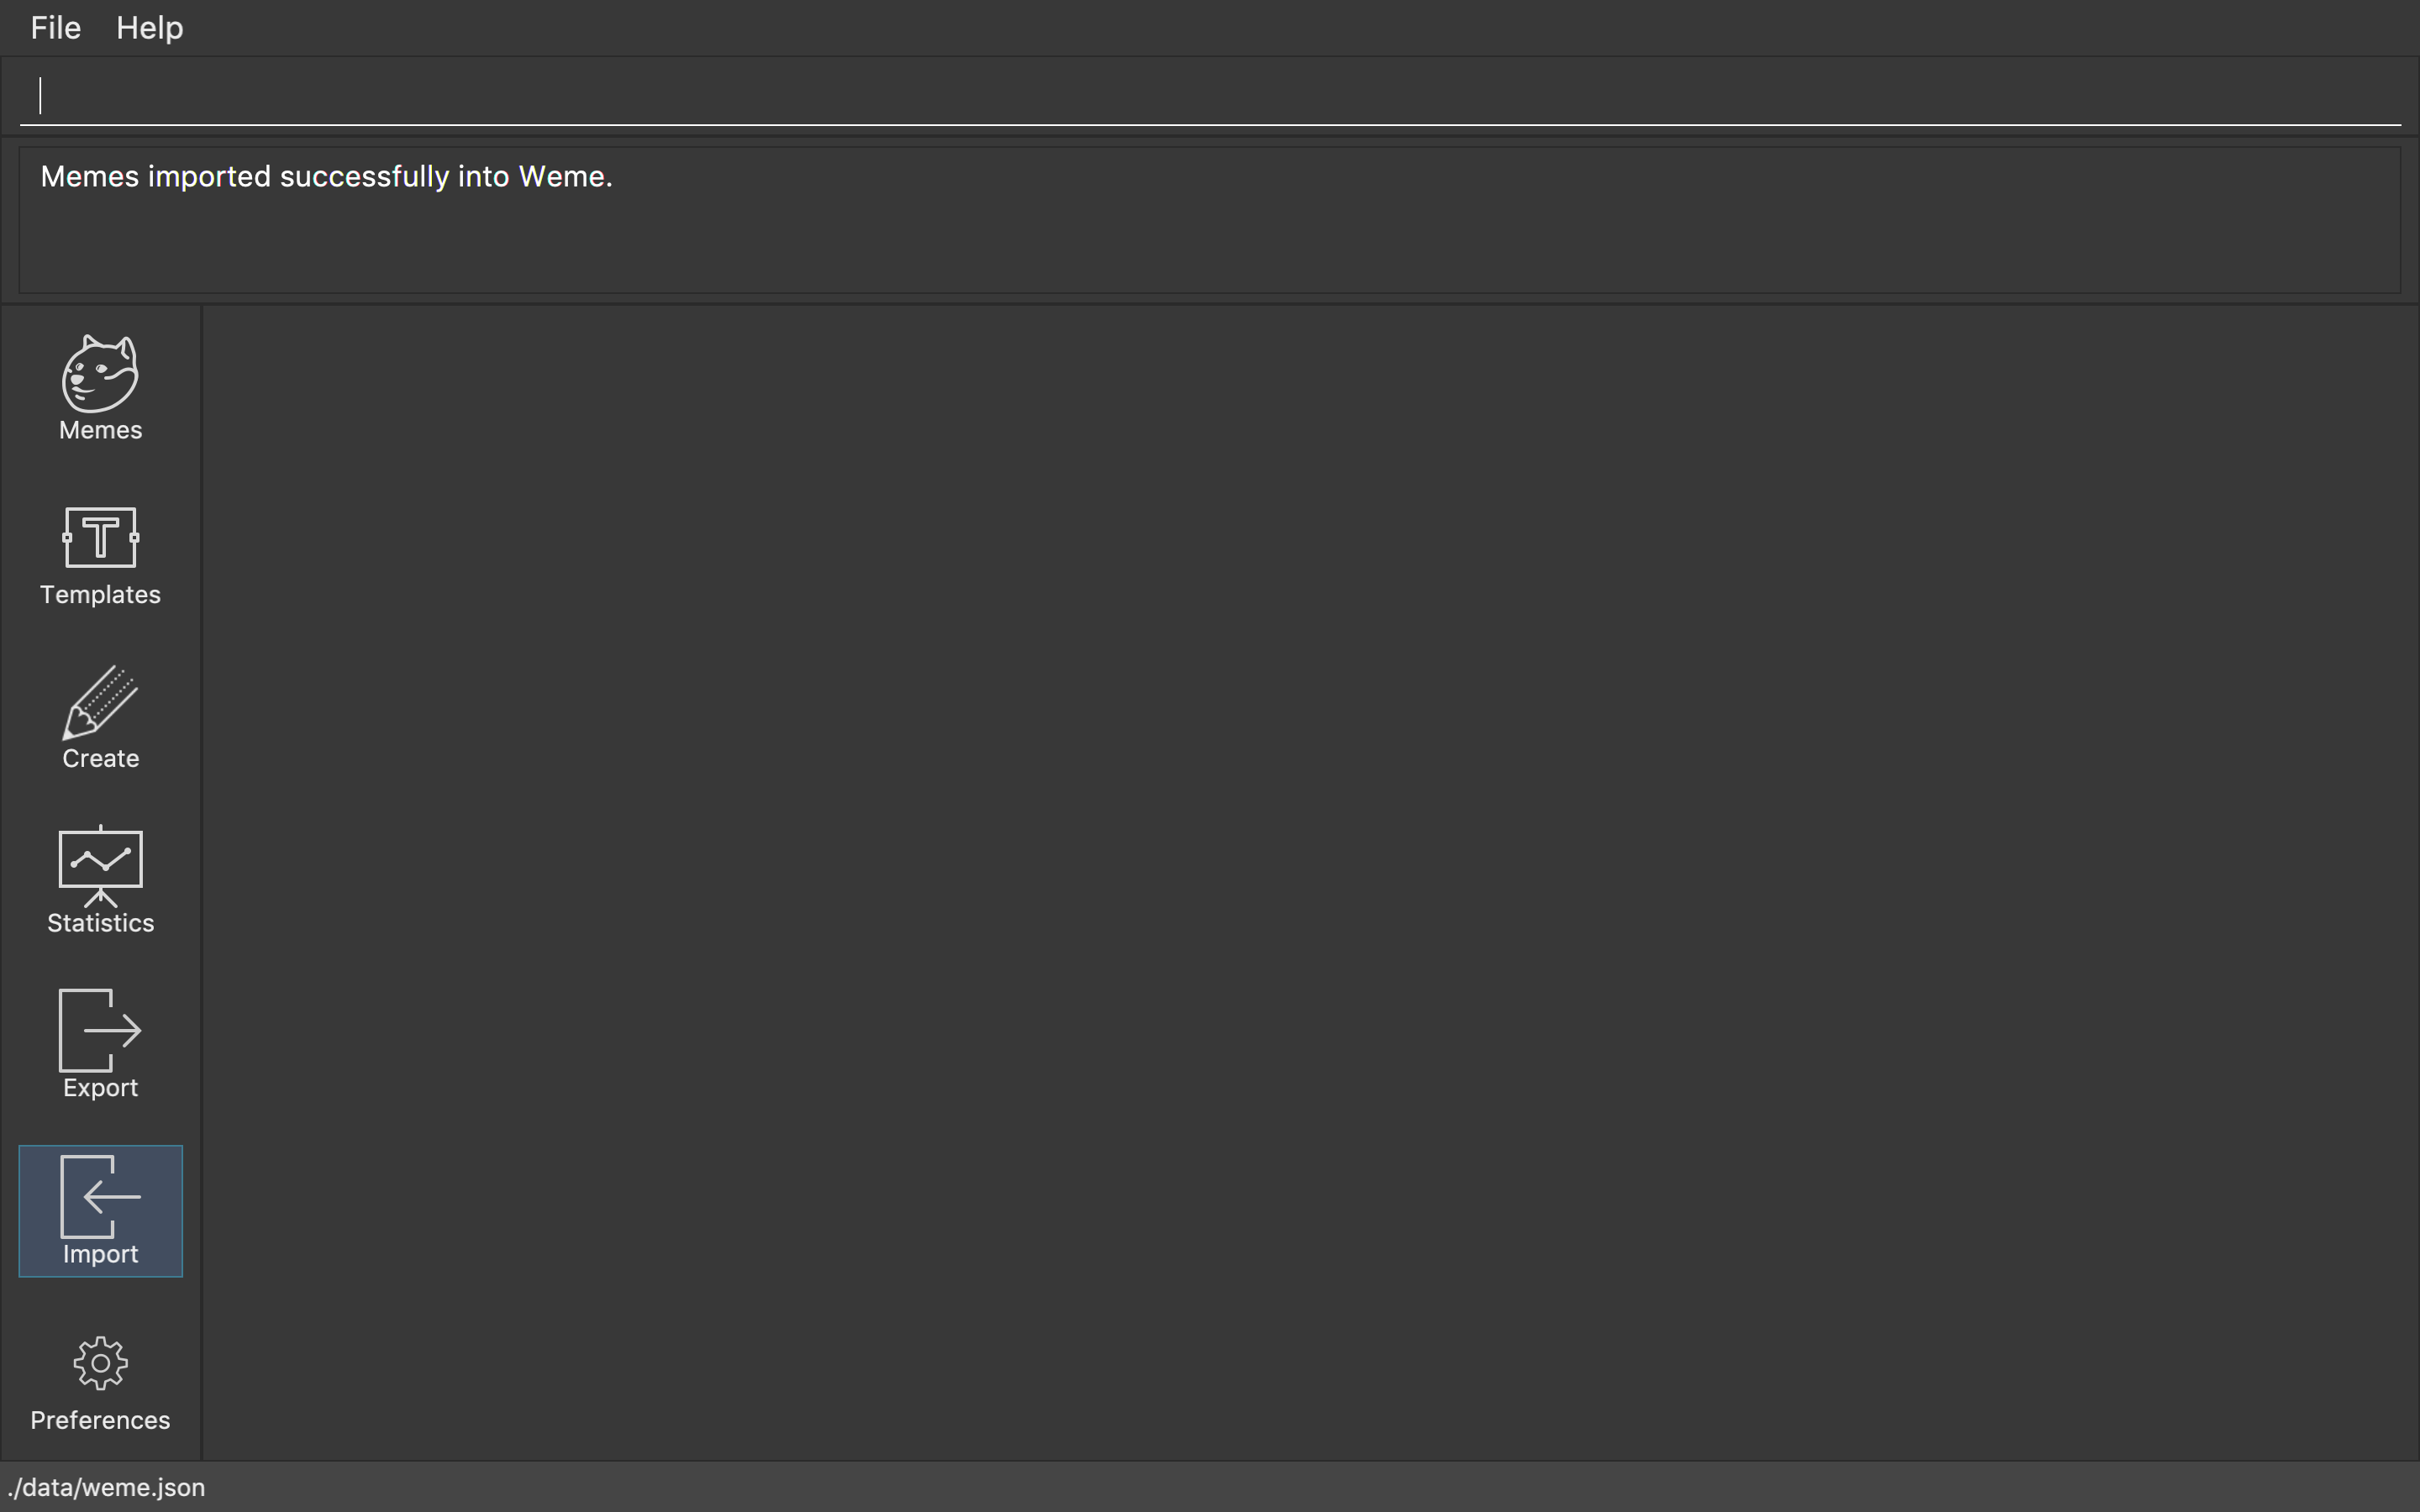 File Help
Memes imported successfully into Weme.
Memes
T
Templates
Create
Statistics
Export
Import
Preferences
./data/weme.json